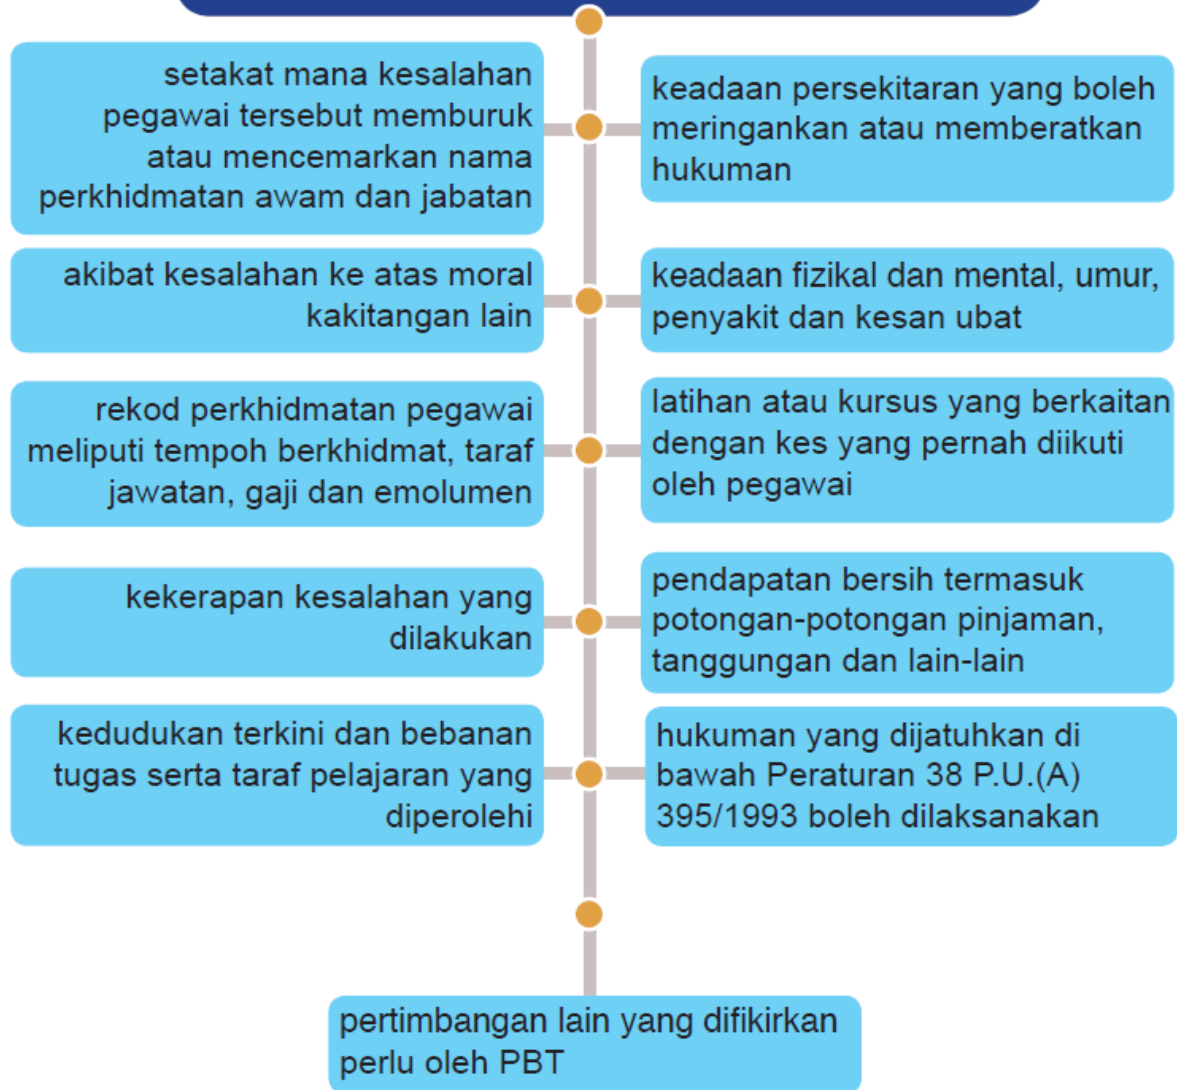 setakat mana kesalahan
pegawai tersebut memburuk
atau mencemarkan nama
perkhidmatan awam dan jabatan
keadaan persekitaran yang boleh
meringankan atau memberatkan
hukuman
akibat kesalahan ke atas moral
kakitangan lain
keadaan fizikal dan mental, umur,
penyakit dan kesan ubat
rekod perkhidmatan pegawai
meliputi tempoh berkhidmat, taraf
jawatan, gaji dan emolumen
latihan atau kursus yang berkaitan
dengan kes yang pernah diikuti
oleh pegawai
kekerapan kesalahan yang
dilakukan
pendapatan bersih termasuk
potongan-potongan pinjaman,
tanggungan dan lain-lain
kedudukan terkini dan bebanan
tugas serta taraf pelajaran yang
diperolehi
hukuman yang dijatuhkan di
bawah Peraturan 38 P.U.(A)
395/1993 boleh dilaksanakan
pertimbangan lain yang difikirkan
perlu oleh PBT